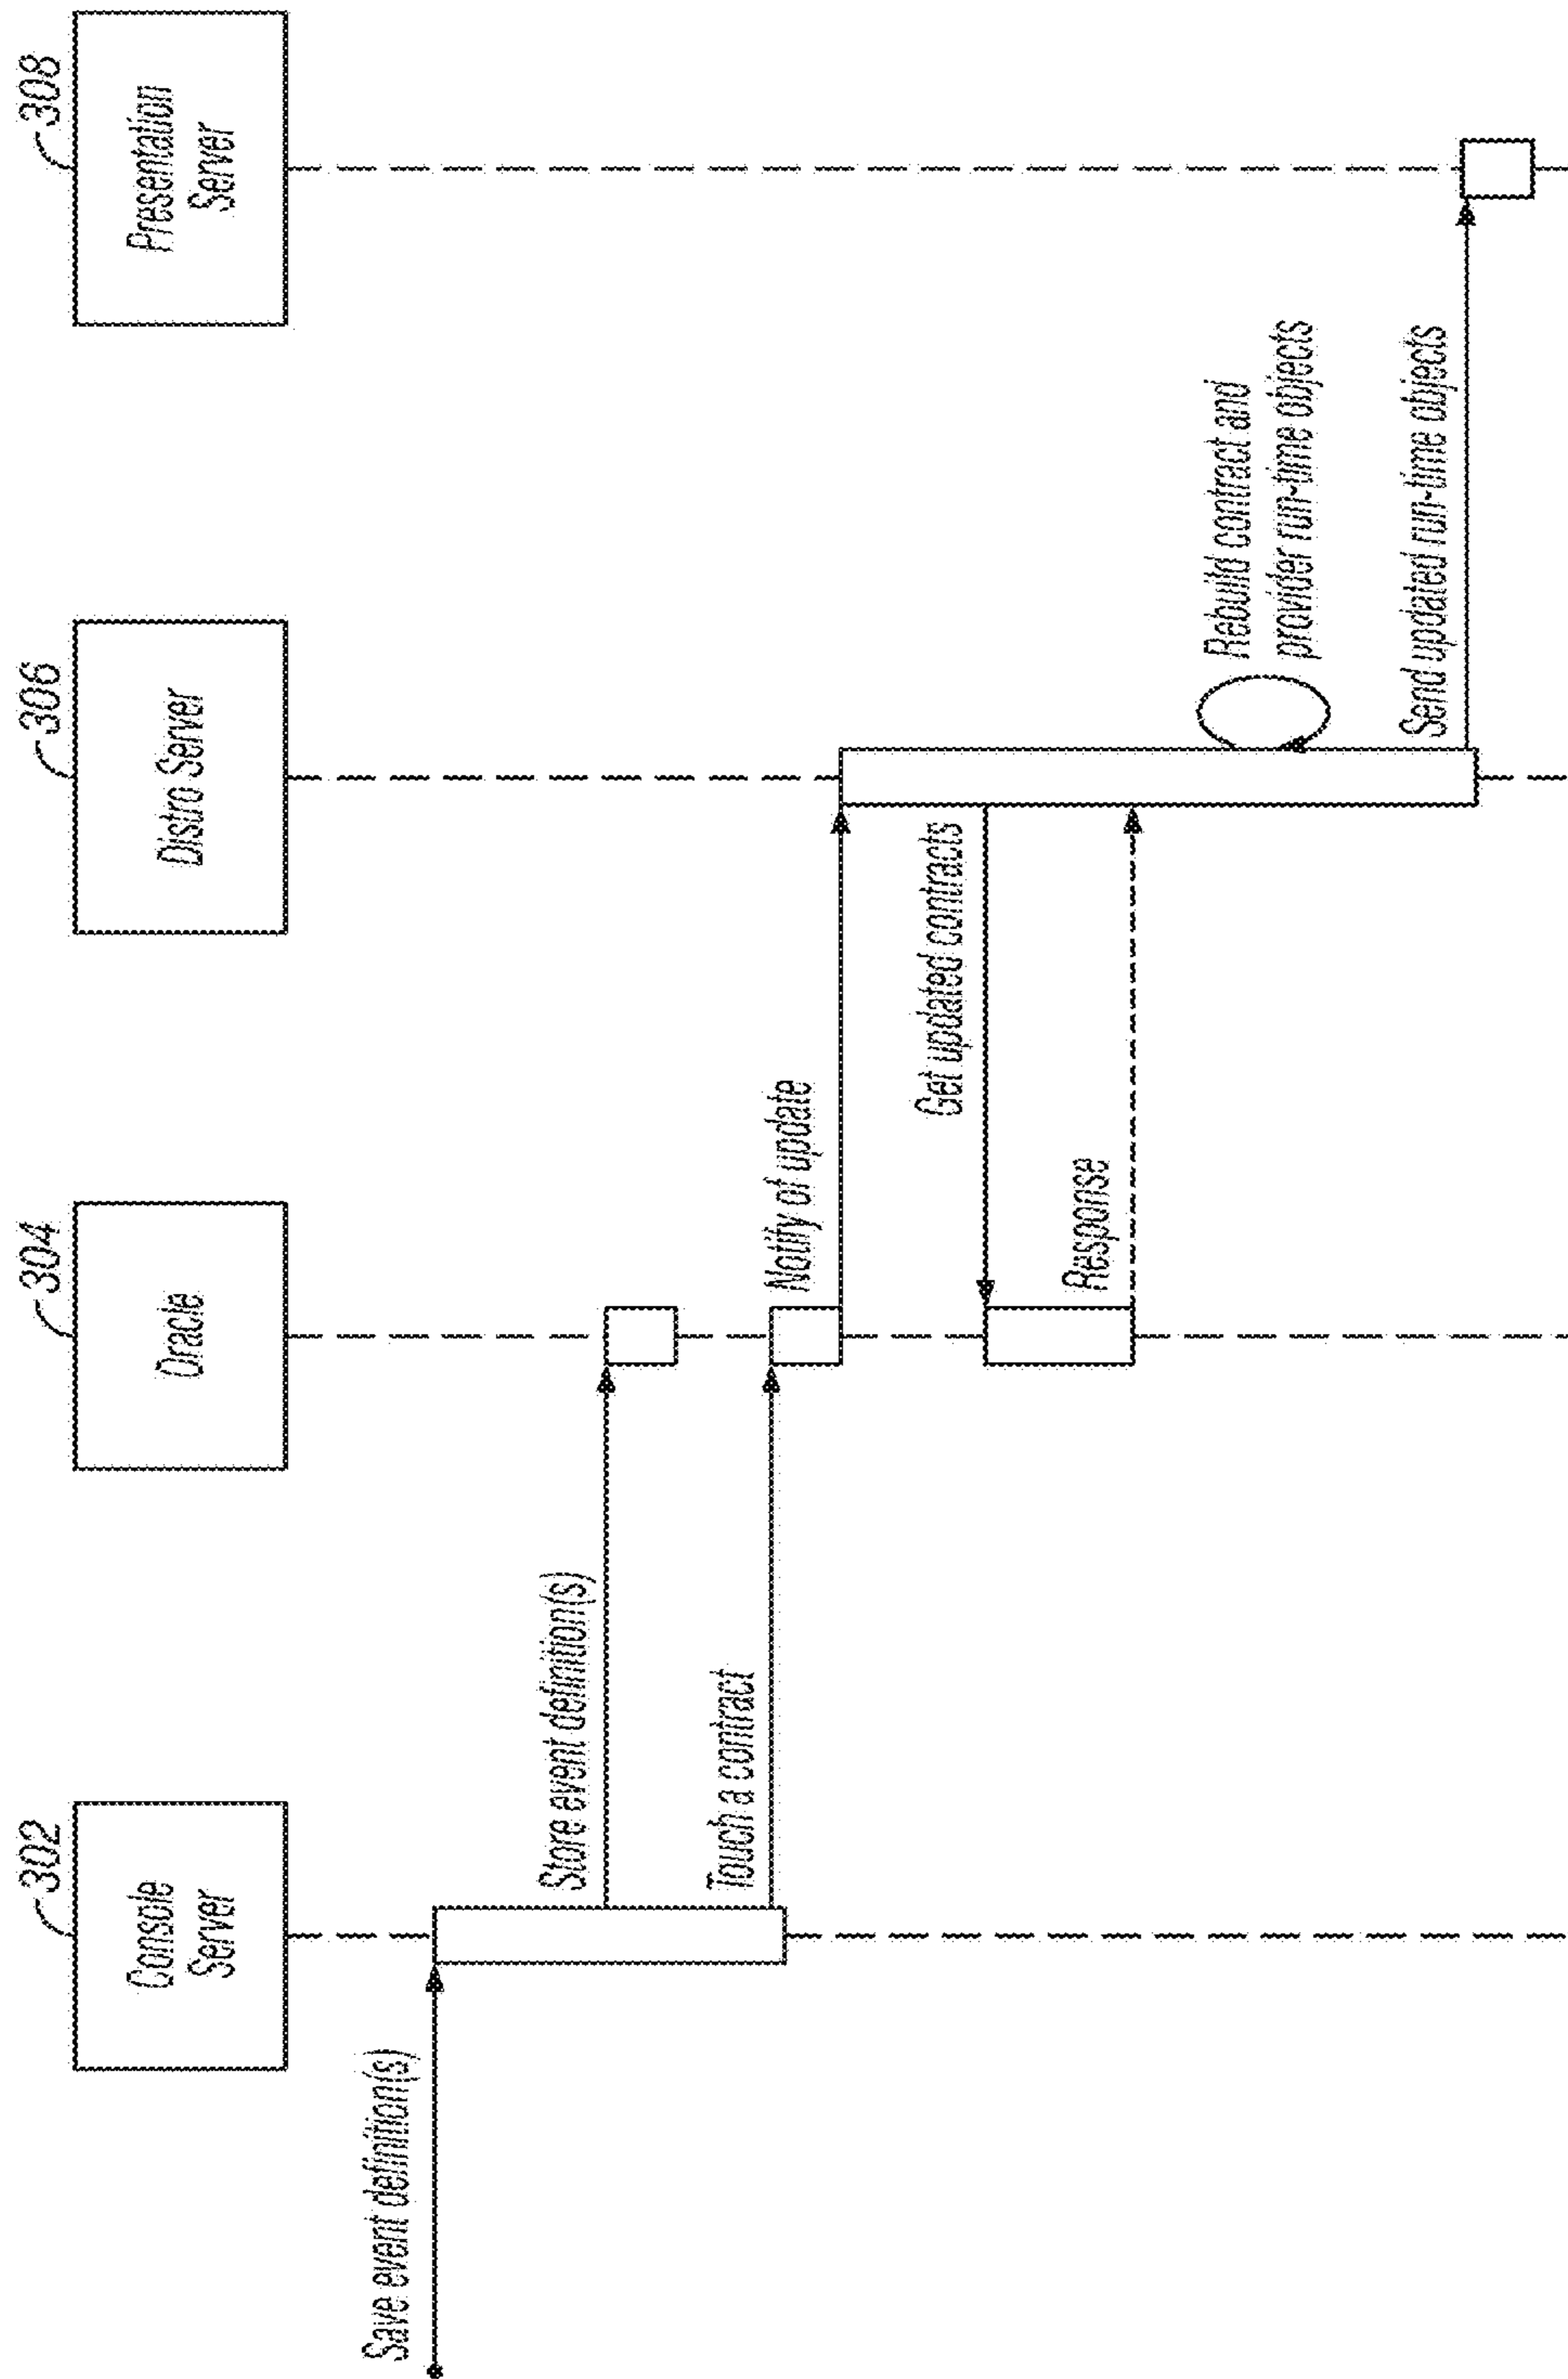 302
Console
Server
304
Oracle
306
Distro Server
308
Presentation
Server
Save event definition(s)
Store event definition(s)
Touch a contract
Notify of update
Get updated contracts
Response
Rebuild contract and
provider run-time objects
Send updated run-time objects